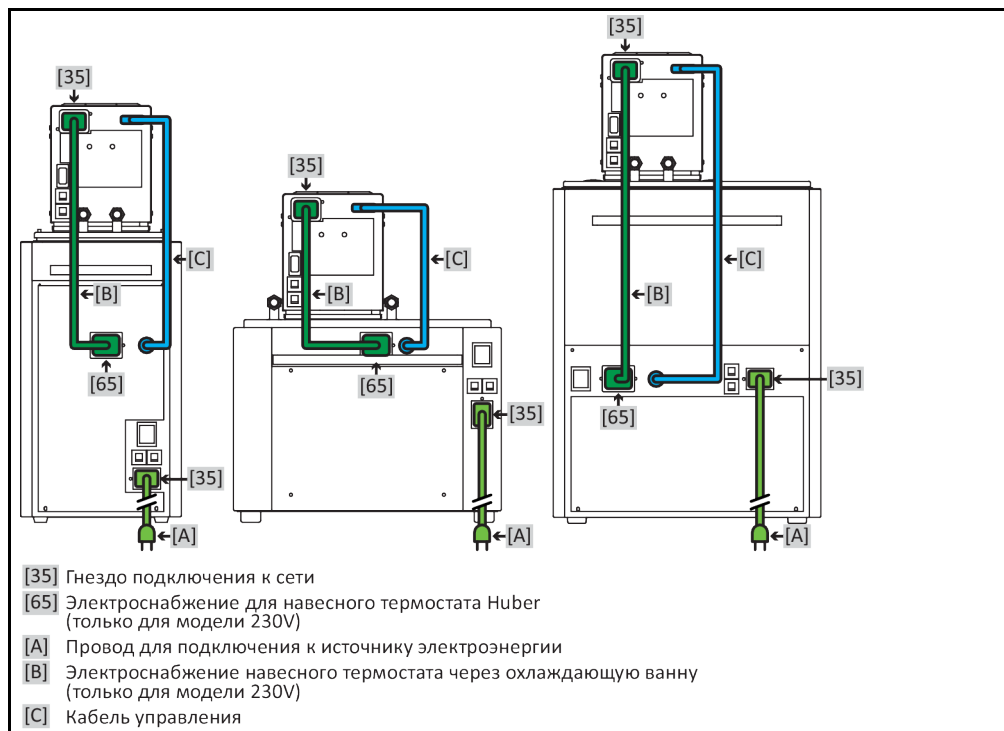 [35]
[35]
[35]
[C]
[C]
[C]
[B]
[B]
[B]
[65]
[65]
[65]
[35]
[35]
[35]
[A]
[A]
[A]
[35] Гнездо подключения к сети
[65] Электроснабжение для навесного термостата Huber
(только для модели 230V)
[A] Провод для подключения к источнику электроэнергии
[B] Электроснабжение навесного термостата через охлаждающую ванну
(только для модели 230V)
[C] Кабель управления